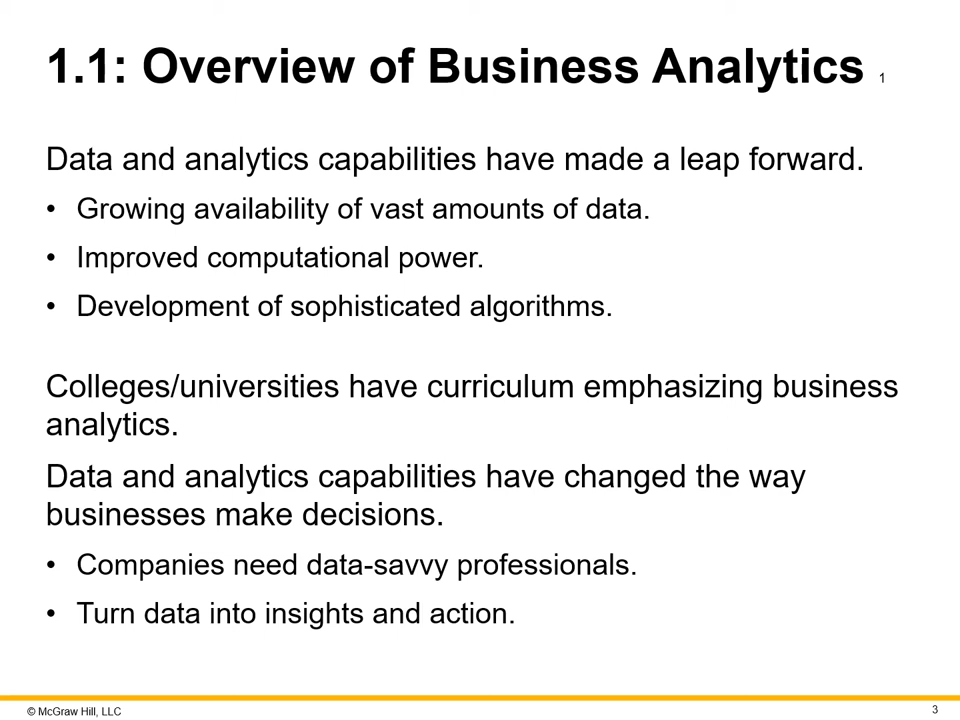 1.1: Overview of Business Analytics 1
Data and analytics capabilities have made a leap forward.
• Growing availability of vast amounts of data.
• Improved computational power.
• Development of sophisticated algorithms.
Colleges/universities have curriculum emphasizing business
analytics.
Data and analytics capabilities have changed the way
businesses make decisions.
• Companies need data-savvy professionals.
• Turn data into insights and action.
© McGraw Hill, LLC
3